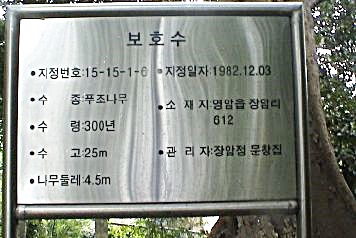 보호수
•지정번호:15-15-1-6 •지정일자:1982.12.03
•수 종:푸조나무 •소 재 지:영암읍 장암리
612
•수 령:300년
•수 고:25m •관 리 자:장암정 문창집
•나무둘레:4.5m